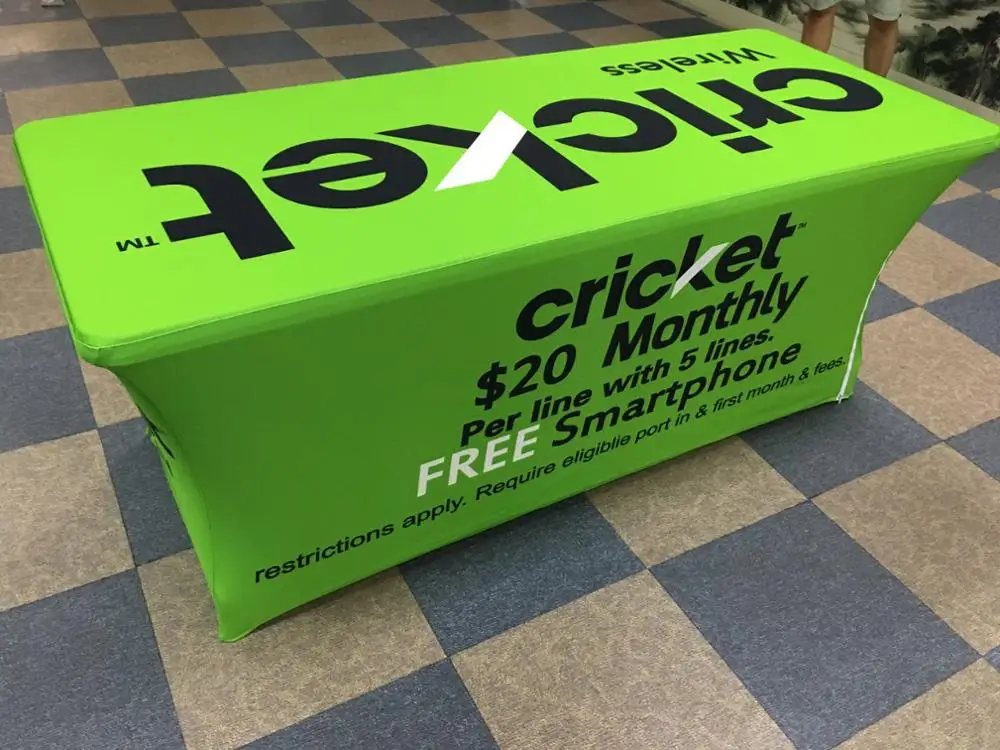 cricket
Wireless
TM
cricket™
$20 Monthly
Per line with 5 lines.
FREE Smartphone
restrictions apply. Require eligiblie port in & first month & fees.